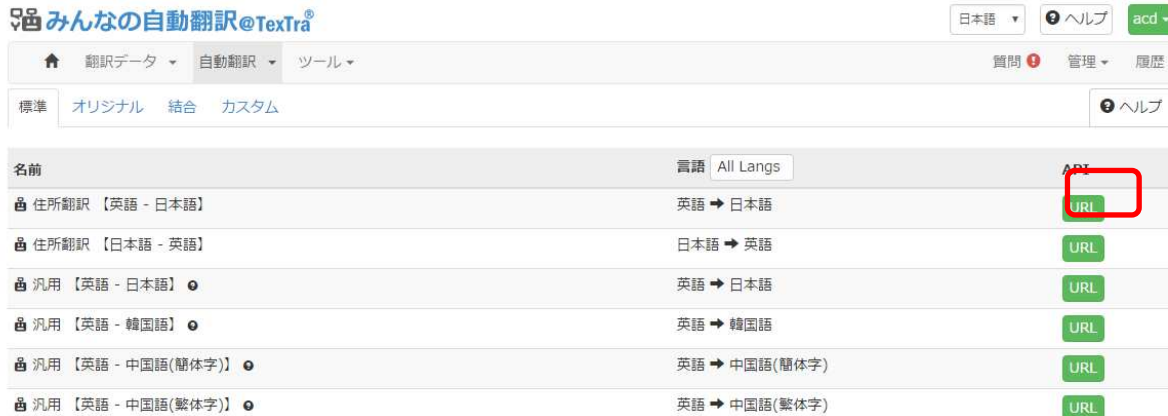 みんなの自動翻訳@TexTra®
日本語 ▼ ヘルプ acd
翻訳データ 自動翻訳 ツール 質問 管理 履歴
標準 オリジナル 結合 カスタム ヘルプ
名前 言語 All Langs API
住所翻訳 【英語 - 日本語】 英語 ➡ 日本語 URL
住所翻訳 【日本語 - 英語】 日本語 ➡ 英語 URL
汎用 【英語 - 日本語】 英語 ➡ 日本語 URL
汎用 【英語 - 韓国語】 英語 ➡ 韓国語 URL
汎用 【英語 - 中国語(簡体字)】 英語 ➡ 中国語(簡体字) URL
汎用 【英語 - 中国語(繁体字)】 英語 ➡ 中国語(繁体字) URL